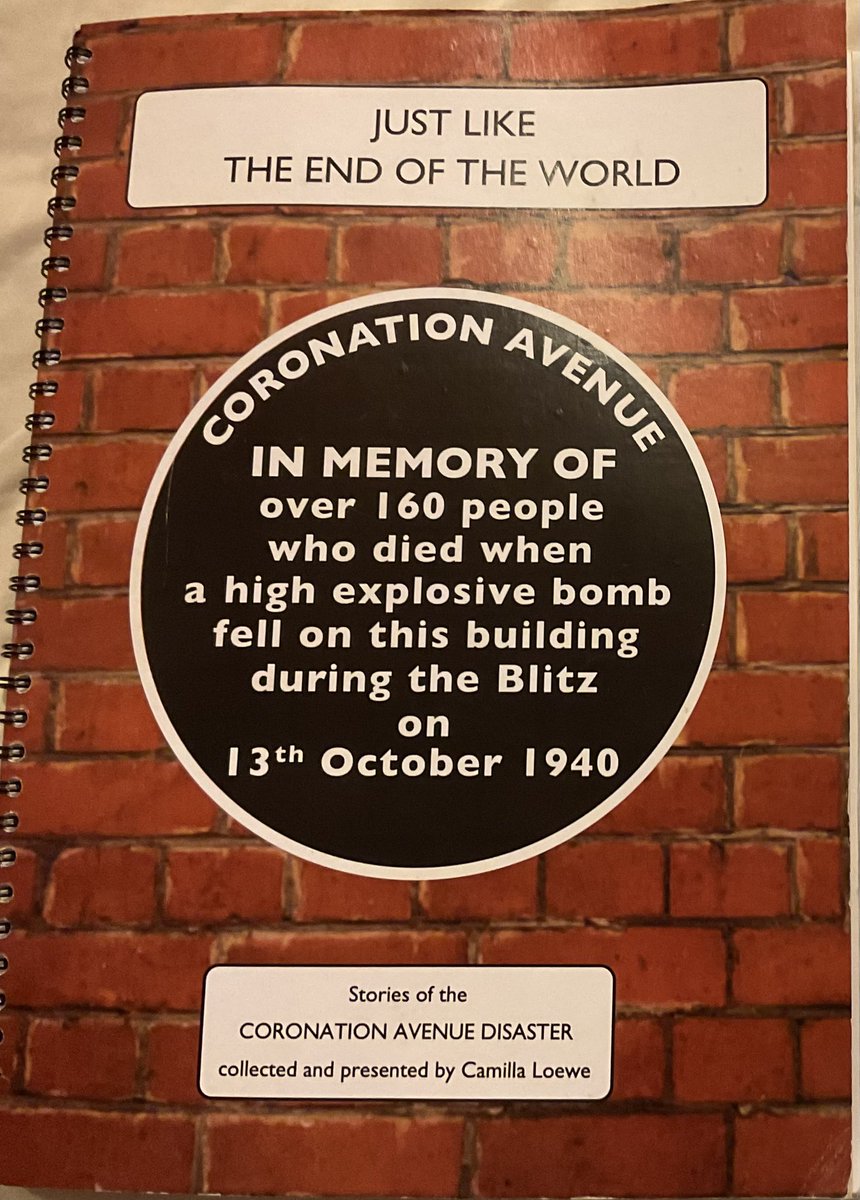 JUST LIKE
THE END OF THE WORLD
CORONATION AVENUE
IN MEMORY OF
over 160 people
who died when
a high explosive bomb
fell on this building
during the Blitz
on
13th October 1940
Stories of the
CORONATION AVENUE DISASTER
collected and presented by Camilla Loewe